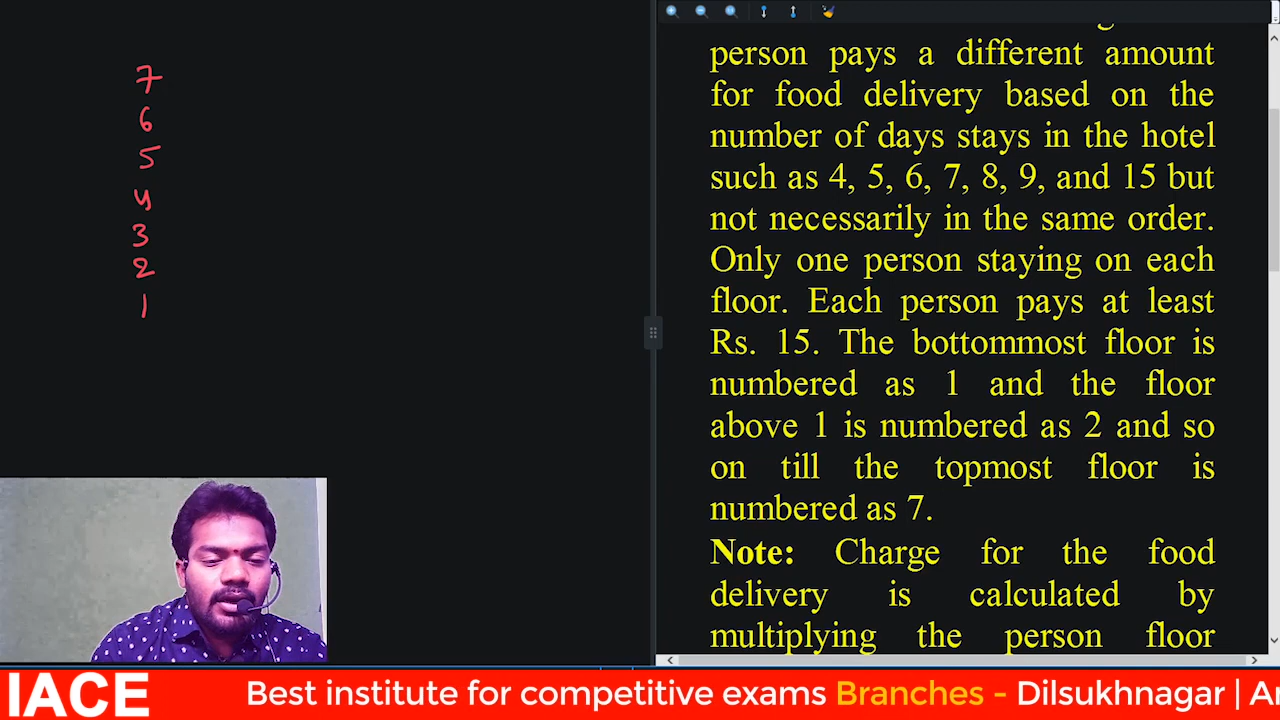 7
6
5
4
3
2
1
person pays a different amount
for food delivery based on the
number of days stays in the hotel
such as 4, 5, 6, 7, 8, 9, and 15 but
not necessarily in the same order.
Only one person staying on each
floor. Each person pays at least
Rs. 15. The bottommost floor is
numbered as 1 and the floor
above 1 is numbered as 2 and so
on till the topmost floor is
numbered as 7.
Note: Charge for the food
delivery is calculated by
multiplying the person floor
IACE Best institute for competitive exams Branches - Dilsukhnagar |